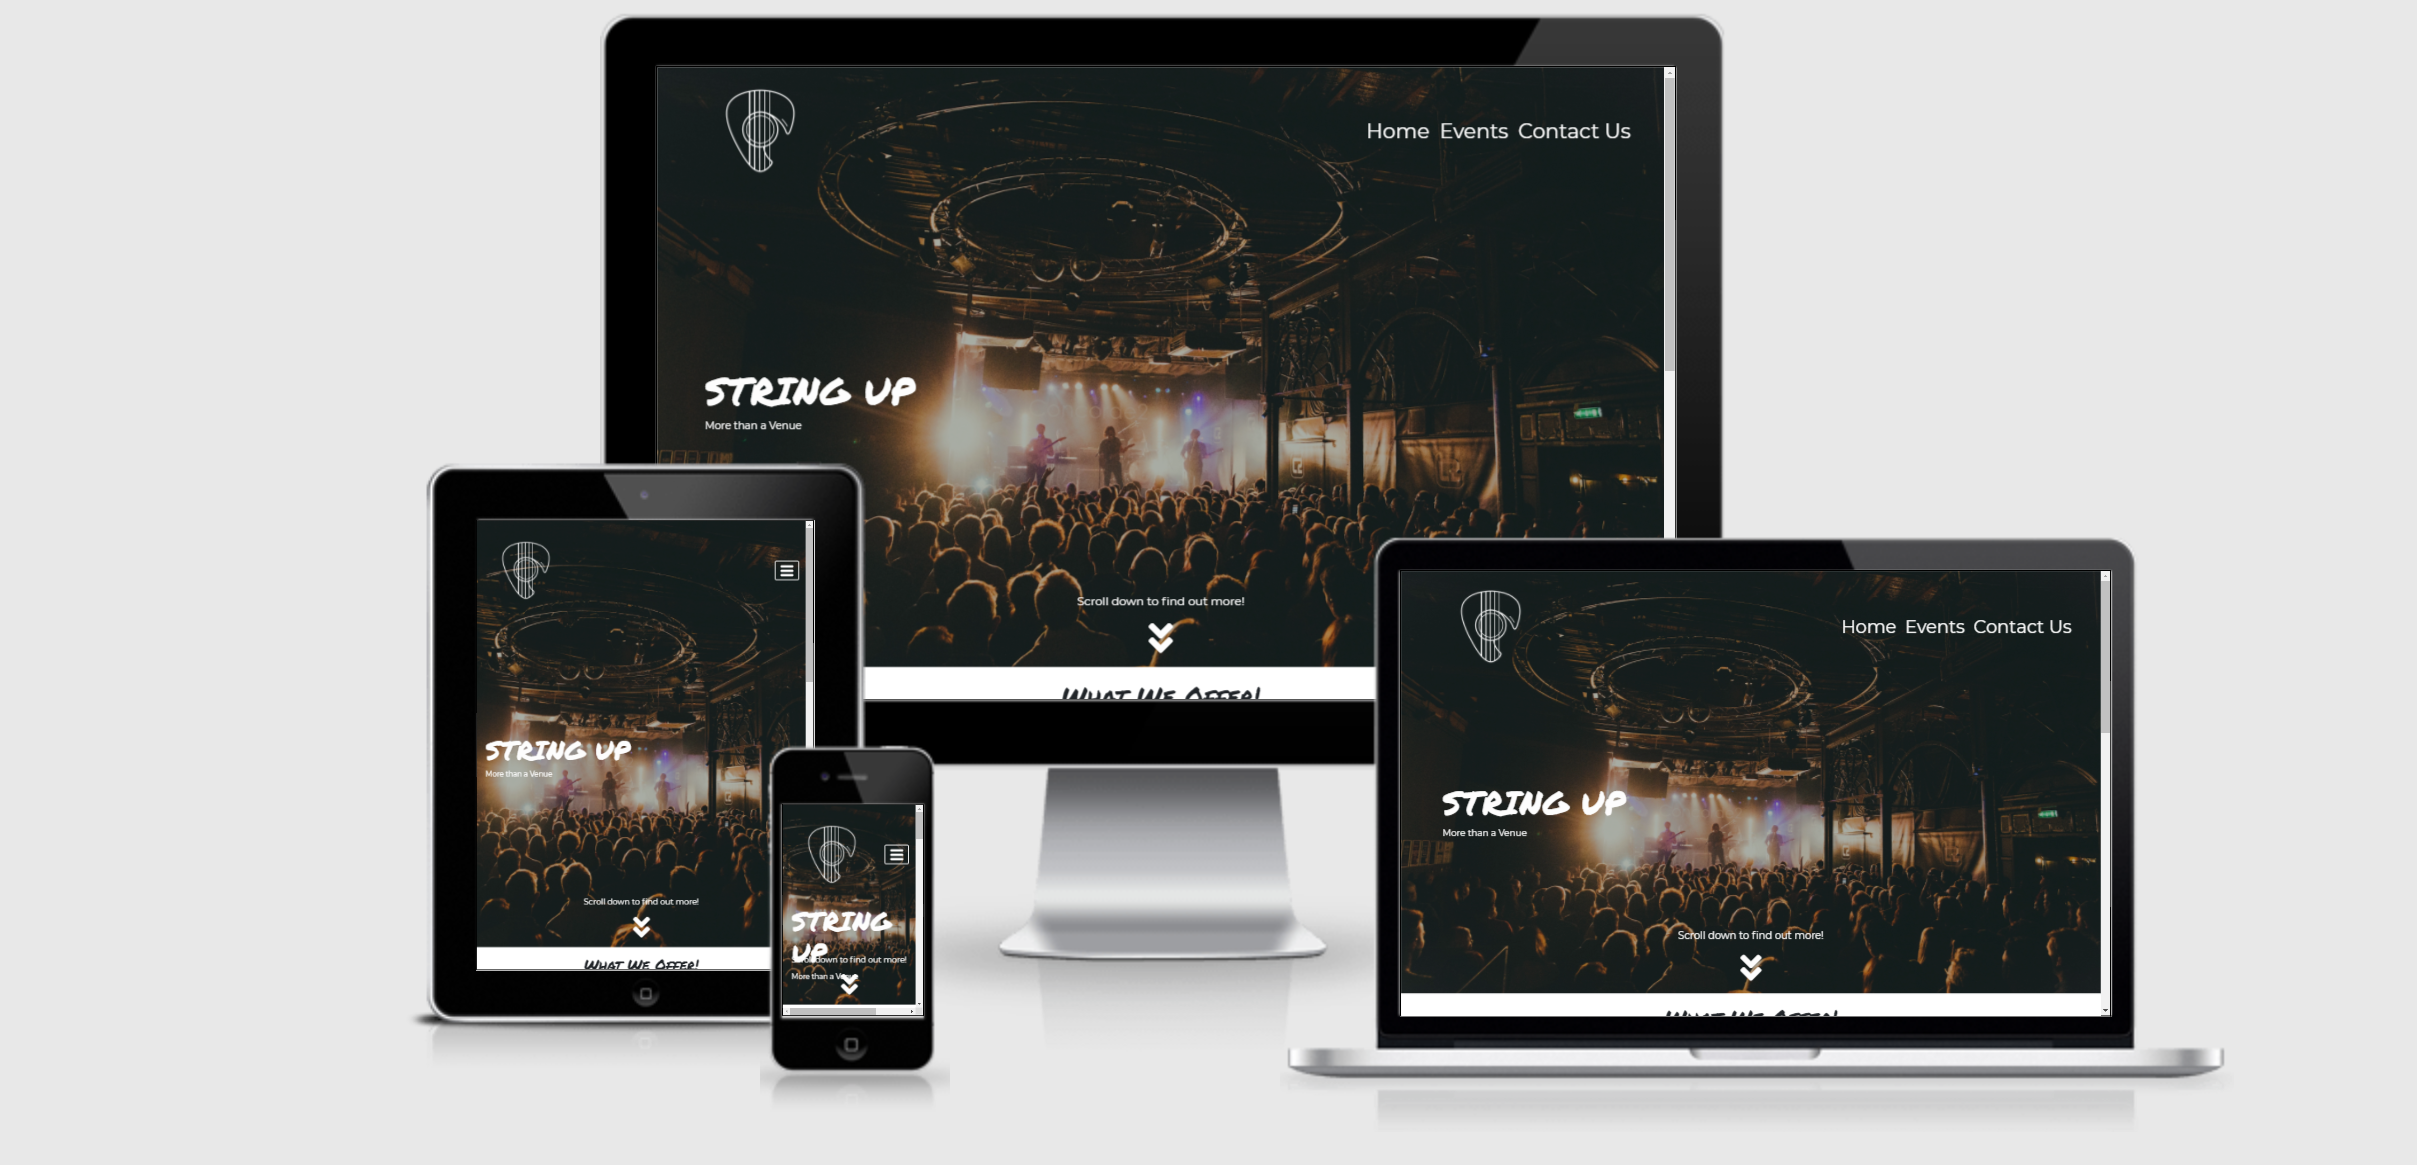 Home Events Contact Us
STRING UP
More than a Venue
Scroll down to find out more!
WHAT WE OFFER!
STRING UP
More than a Venue
Scroll down to find out more!
WHAT WE OFFER!
STRING
UP
Scroll down to find out more!
More than a Venue
Home Events Contact Us
STRING UP
More than a Venue
Scroll down to find out more!
WHAT WE OFFER!